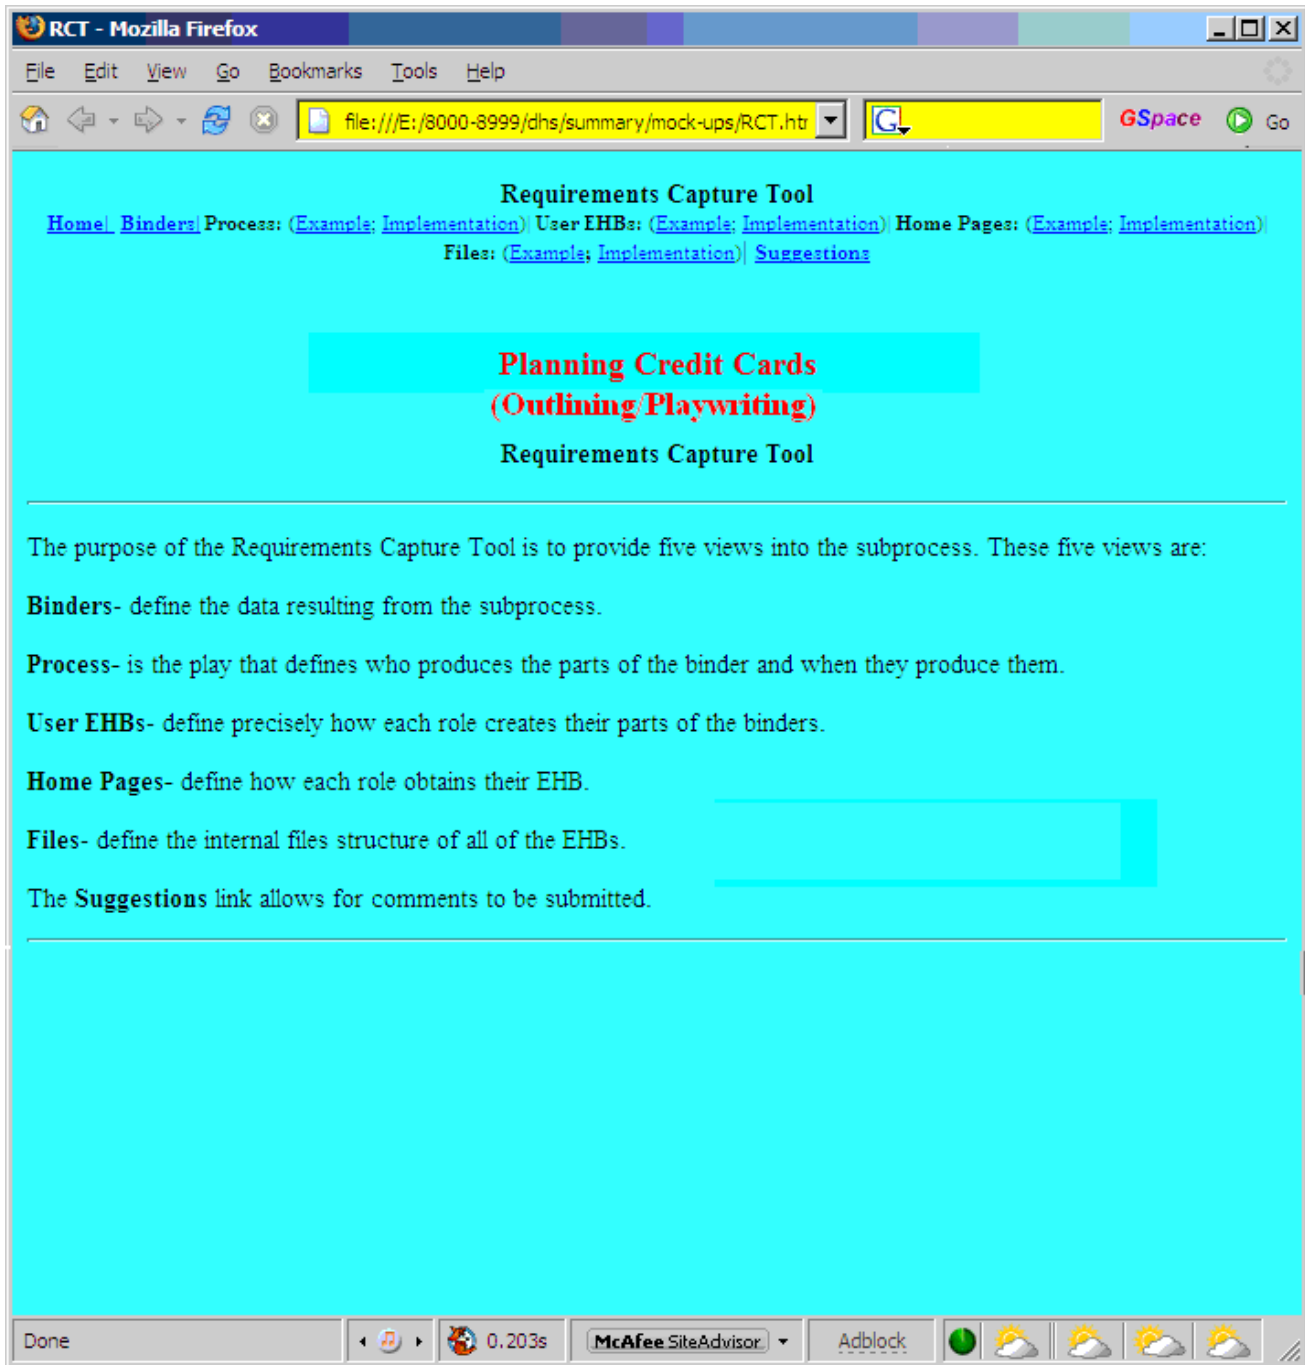 RCT - Mozilla Firefox
File Edit View Go Bookmarks Tools Help
file:///E:/8000-8999/dhs/summary/mock-ups/RCT.htr G GSpace Go
Requirements Capture Tool
Home| Binders| Process: (Example; Implementation)| User EHBs: (Example; Implementation)| Home Pages: (Example; Implementation)|
Files: (Example; Implementation)| Suggestions
Planning Credit Cards
(Outlining/Playwriting)
Requirements Capture Tool
The purpose of the Requirements Capture Tool is to provide five views into the subprocess. These five views are:
Binders- define the data resulting from the subprocess.
Process- is the play that defines who produces the parts of the binder and when they produce them.
User EHBs- define precisely how each role creates their parts of the binders.
Home Pages- define how each role obtains their EHB.
Files- define the internal files structure of all of the EHBs.
The Suggestions link allows for comments to be submitted.
Done 0.203s McAfee SiteAdvisor Adblock